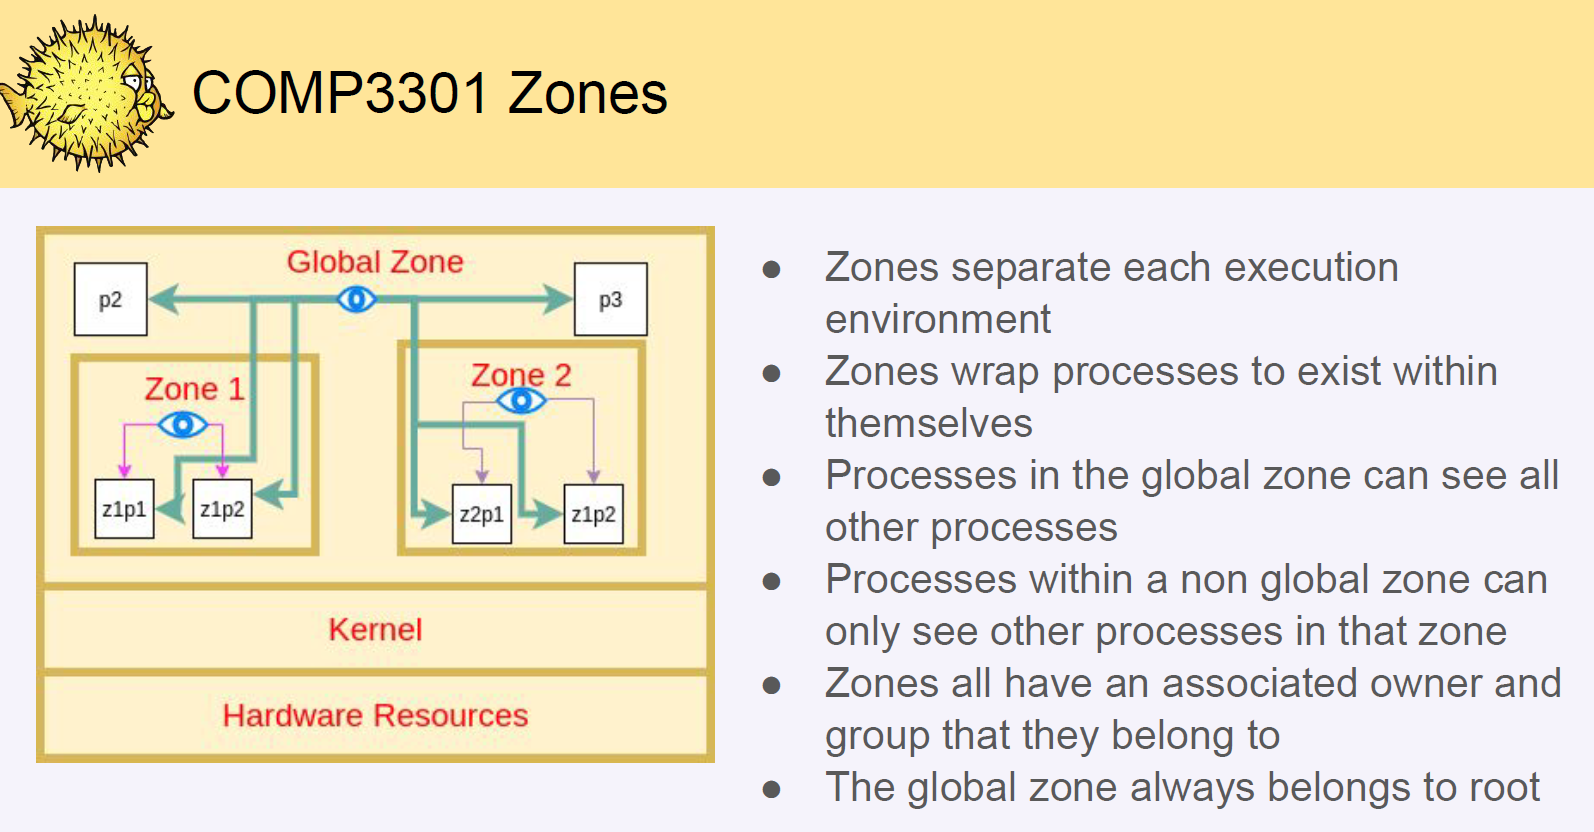 COMP3301 Zones
Global Zone
p2
p3
Zone 1
Zone 2
z1p1
z1p2
z2p1
z1p2
Kernel
Hardware Resources
● Zones separate each execution
environment
● Zones wrap processes to exist within
themselves
● Processes in the global zone can see all
other processes
● Processes within a non global zone can
only see other processes in that zone
● Zones all have an associated owner and
group that they belong to
● The global zone always belongs to root